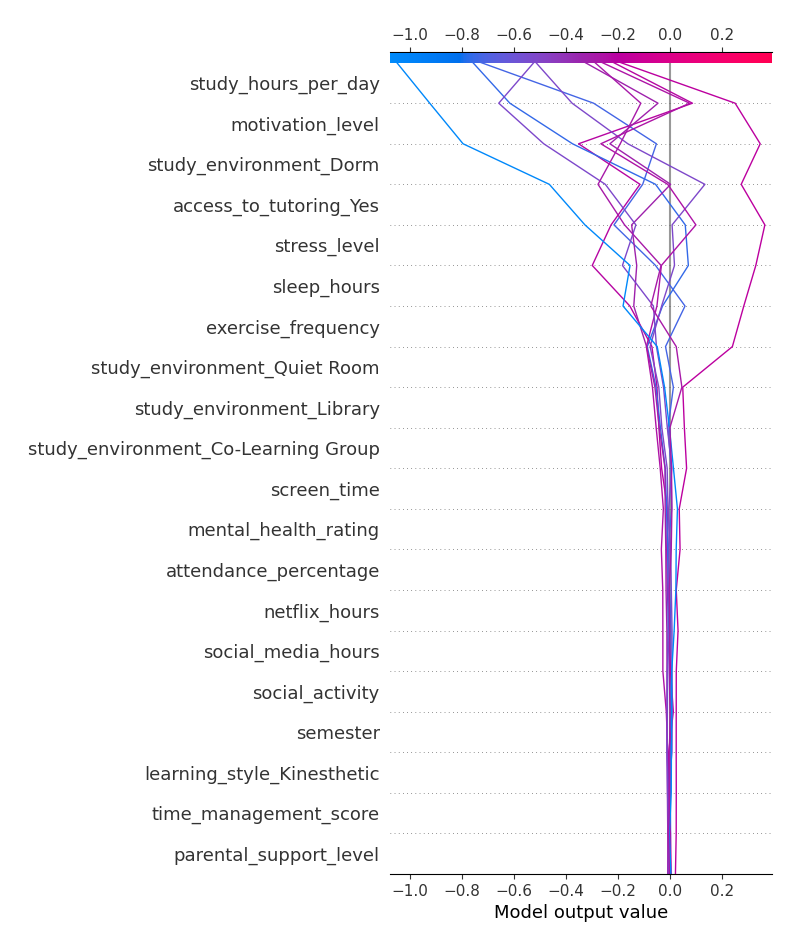 −1.0 −0.8 −0.6 −0.4 −0.2 0.0 0.2
study_hours_per_day
motivation_level
study_environment_Dorm
access_to_tutoring_Yes
stress_level
sleep_hours
exercise_frequency
study_environment_Quiet Room
study_environment_Library
study_environment_Co-Learning Group
screen_time
mental_health_rating
attendance_percentage
netflix_hours
social_media_hours
social_activity
semester
learning_style_Kinesthetic
time_management_score
parental_support_level
−1.0 −0.8 −0.6 −0.4 −0.2 0.0 0.2
Model output value